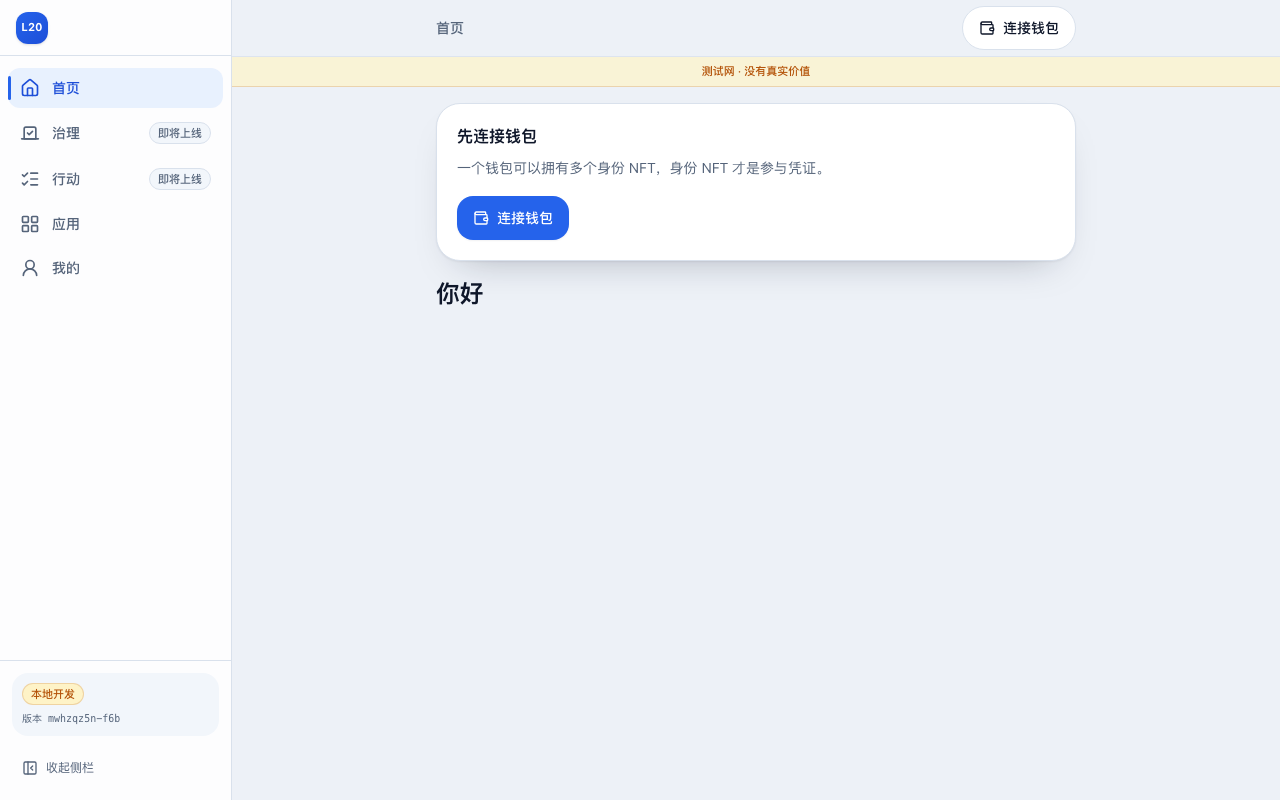 L20
首页
治理
即将上线
行动
即将上线
应用
我的
本地开发
版本 mwhzqz5n-f6b
收起侧栏
首页
连接钱包
测试网 · 没有真实价值
先连接钱包
一个钱包可以拥有多个身份 NFT，身份 NFT 才是参与凭证。
连接钱包
你好